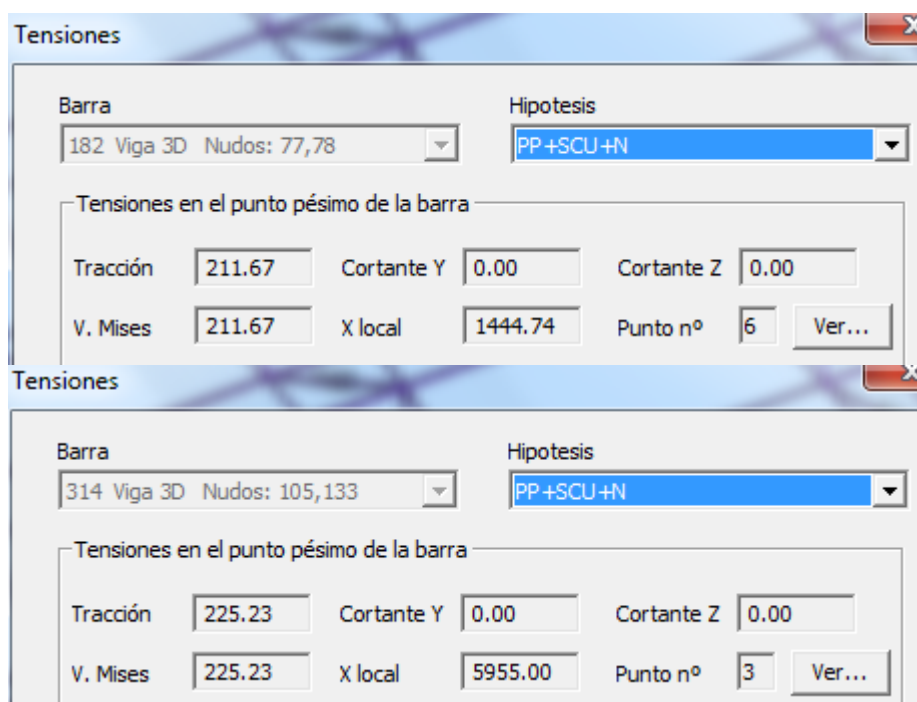 Tensiones
Barra Hipotesis
182 Viga 3D Nudos: 77,78 PP+SCU+N
Tensiones en el punto pésimo de la barra
Tracción 211.67 Cortante Y 0.00 Cortante Z 0.00
V. Mises 211.67 X local 1444.74 Punto nº 6 Ver...
Tensiones
Barra Hipotesis
314 Viga 3D Nudos: 105,133 PP+SCU+N
Tensiones en el punto pésimo de la barra
Tracción 225.23 Cortante Y 0.00 Cortante Z 0.00
V. Mises 225.23 X local 5955.00 Punto nº 3 Ver...